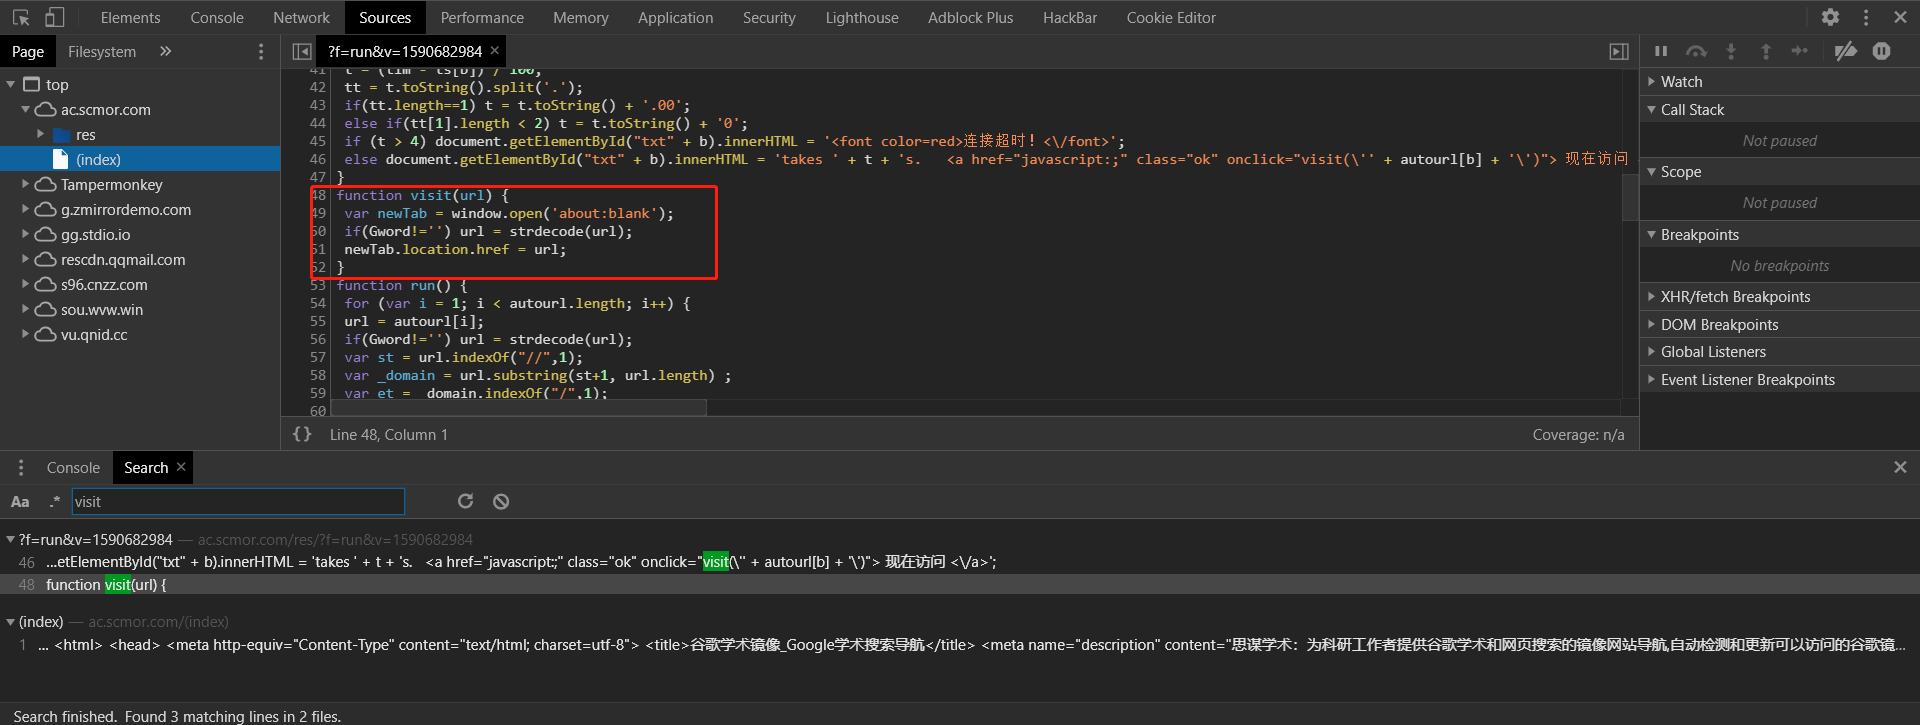 Elements Console Network Sources Performance Memory Application Security Lighthouse Adblock Plus HackBar Cookie Editor
Page Filesystem
?f=run&v=1590682984
top
ac.scmor.com
res
(index)
Tampermonkey
g.zmirrordemo.com
gg.stdio.io
rescdn.qqmail.com
s96.cnzz.com
sou.wvw.win
vu.qnid.cc
41 t = (tim - ts[b]) / 100;
42 tt = t.toString().split('.');
43 if(tt.length==1) t = t.toString() + '.00';
44 else if(tt[1].length < 2) t = t.toString() + '0';
45 if (t > 4) document.getElementById("txt" + b).innerHTML = '<font color=red>连接超时！<\/font>';
46 else document.getElementById("txt" + b).innerHTML = 'takes ' + t + 's.   <a href="javascript:;" class="ok" onclick="visit(\'' + autourl[b] + '\')"> 现在访问
47 }
48 function visit(url) {
49 var newTab = window.open('about:blank');
50 if(Gword!='') url = strdecode(url);
51 newTab.location.href = url;
52 }
53 function run() {
54 for (var i = 1; i < autourl.length; i++) {
55 url = autourl[i];
56 if(Gword!='') url = strdecode(url);
57 var st = url.indexOf("//",1);
58 var _domain = url.substring(st+1, url.length) ;
59 var et = _domain.indexOf("/",1);
60
{} Line 48, Column 1
Coverage: n/a
Watch
Call Stack
Not paused
Scope
Not paused
Breakpoints
No breakpoints
XHR/fetch Breakpoints
DOM Breakpoints
Global Listeners
Event Listener Breakpoints
Console Search
Aa .* visit
?f=run&v=1590682984 — ac.scmor.com/res/?f=run&v=1590682984
46 ...etElementById("txt" + b).innerHTML = 'takes ' + t + 's.   <a href="javascript:;" class="ok" onclick="visit(\'' + autourl[b] + '\')"> 现在访问 <\/a>';
48 function visit(url) {
(index) — ac.scmor.com/(index)
1 ... <html> <head> <meta http-equiv="Content-Type" content="text/html; charset=utf-8"> <title>谷歌学术镜像_Google学术搜索导航</title> <meta name="description" content="思谋学术：为科研工作者提供谷歌学术和网页搜索的镜像网站导航,自动检测和更新可以访问的谷歌镜...
Search finished. Found 3 matching lines in 2 files.